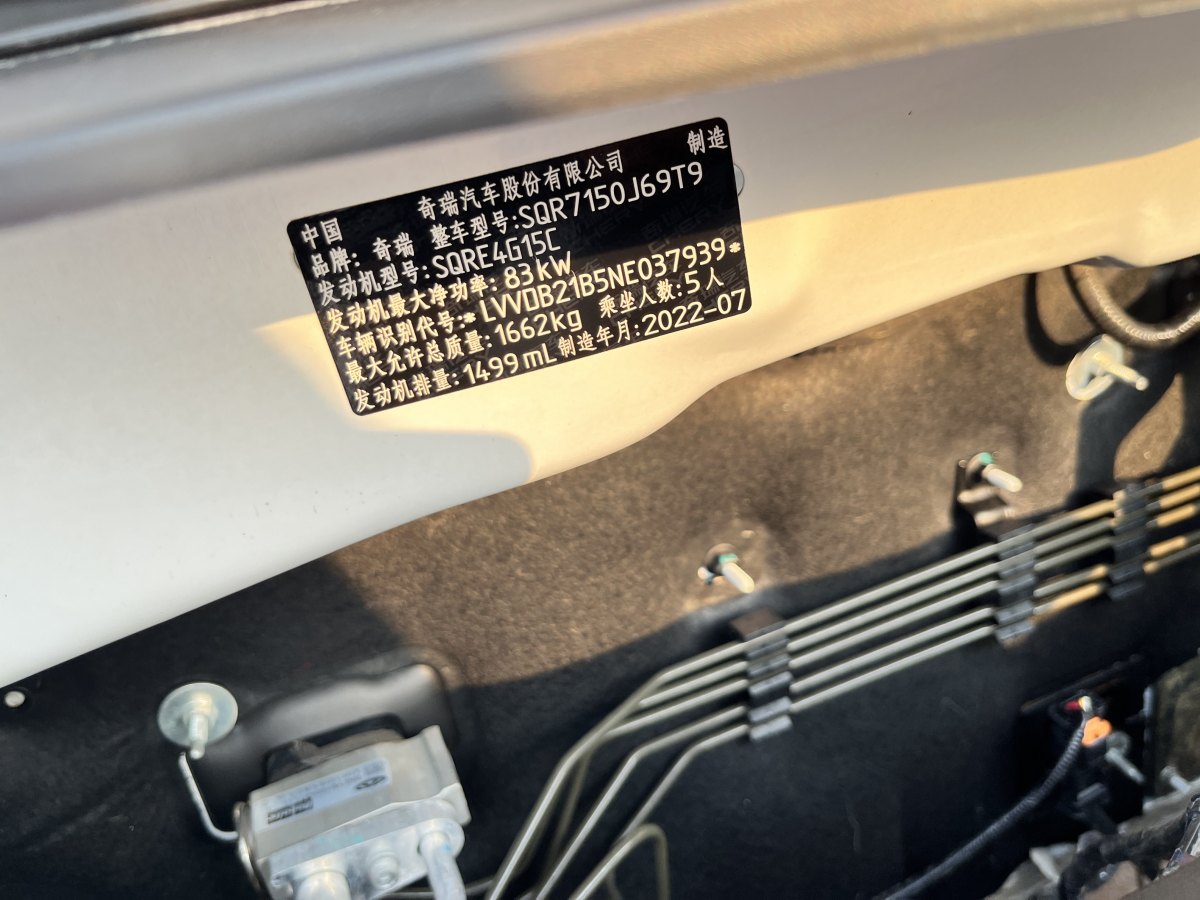 中国 奇瑞汽车股份有限公司 制造
品牌: 奇瑞 整车型号:SQR7150J69T9
发动机型号:SQRE4G15C
发动机最大净功率: 83kW
车辆识别代号:*LVVDB21B5NE037939*
最大允许总质量:1662kg 乘坐人数:5人
发动机排量:1499mL 制造年月:2022-07